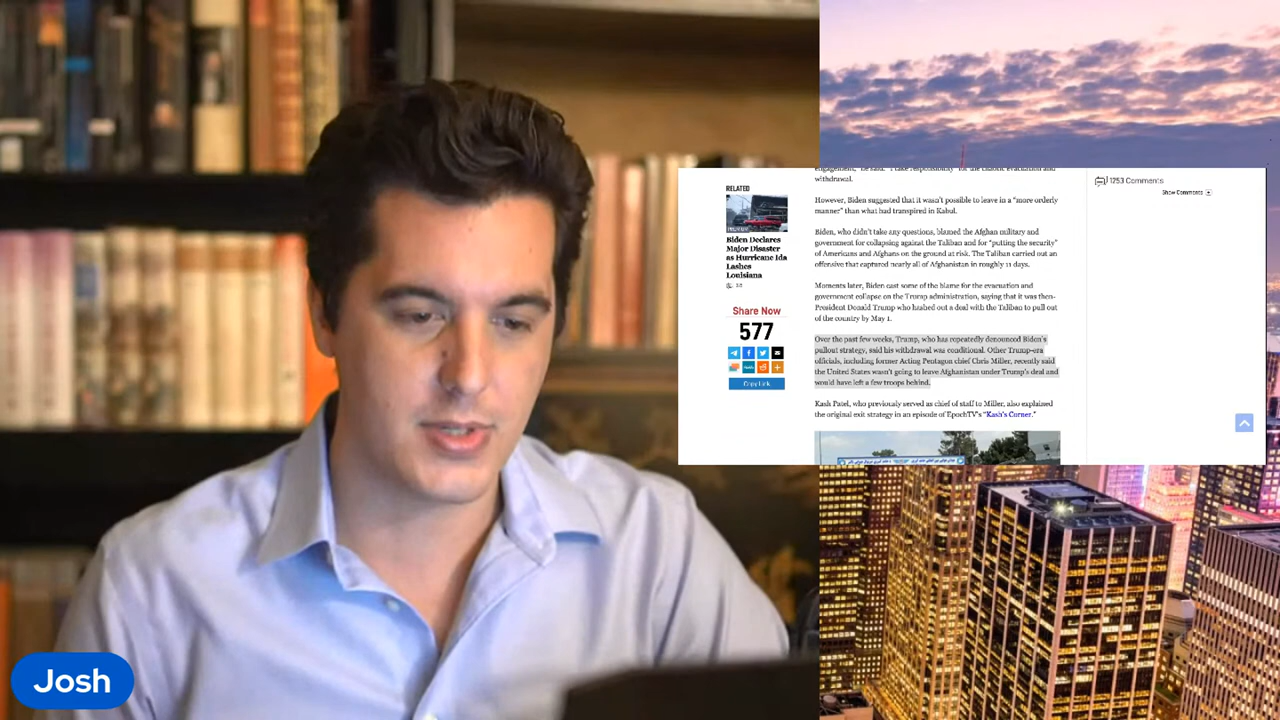 engagement," he said. "I take responsibility for the
evacuation and
withdrawal.
However, Biden suggested that it wasn't possible to leave in a "more orderly
manner" than what had transpired in Kabul.
Biden, who didn't take any questions, blamed the Afghan military and
government for collapsing against the Taliban and for "putting the security"
of Americans and Afghans on the ground at risk. The Taliban carried out an
offensive that captured nearly all of Afghanistan in roughly 11 days.
Moments later, Biden cast some of the blame for the evacuation and
government collapse on the Trump administration, saying that it was then-
President Donald Trump who hashed out a deal with the Taliban to pull out
of the country by May 1.
Over the past few weeks, Trump, who has repeatedly denounced Biden's
pullout strategy, said his withdrawal was conditional. Other Trump-era
officials, including former Acting Pentagon chief Chris Miller, recently said
the United States wasn't going to leave Afghanistan under Trump's deal and
would have left a few troops behind.
Kash Patel, who previously served as chief of staff to Miller, also explained
the original exit strategy in an episode of EpochTV's "Kash's Corner."
RELATED
Biden Declares
Major Disaster
as Hurricane Ida
Lashes
Louisiana
Share Now
577
Copy Link
1253 Comments
Show Comments
Josh